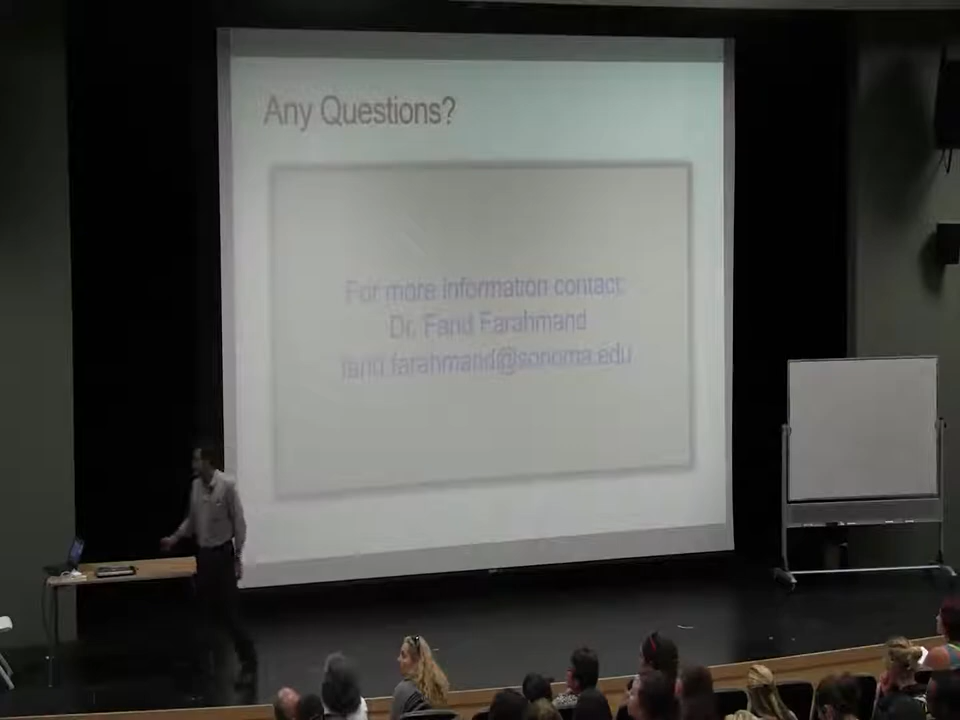 Any Questions?
For more information contact:
Dr. Farid Farahmand
farid.farahmand@sonoma.edu